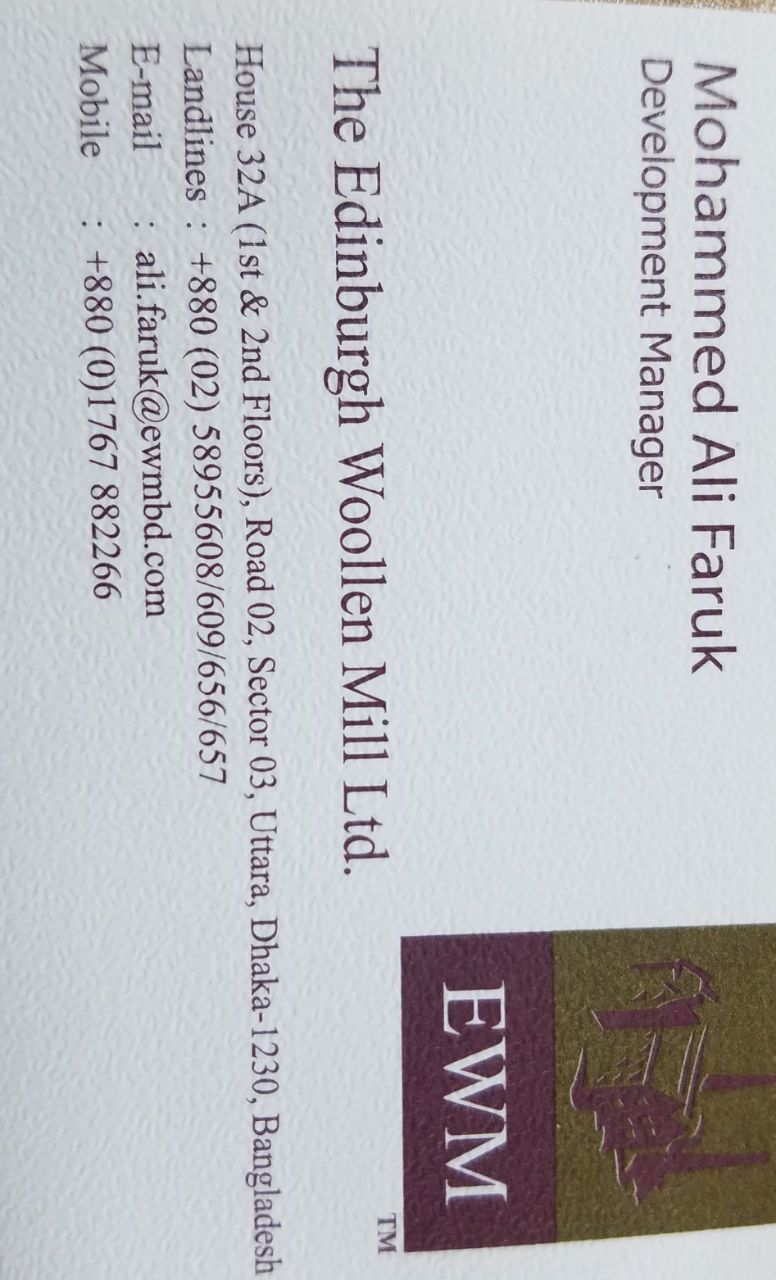 Mohammed Ali Faruk
Development Manager
EWM
TM
The Edinburgh Woollen Mill Ltd.
House 32A (1st & 2nd Floors), Road 02, Sector 03, Uttara, Dhaka-1230, Bangladesh
Landlines : +880 (02) 58955608/609/656/657
E-mail : ali.faruk@ewmbd.com
Mobile : +880 (0)1767 882266